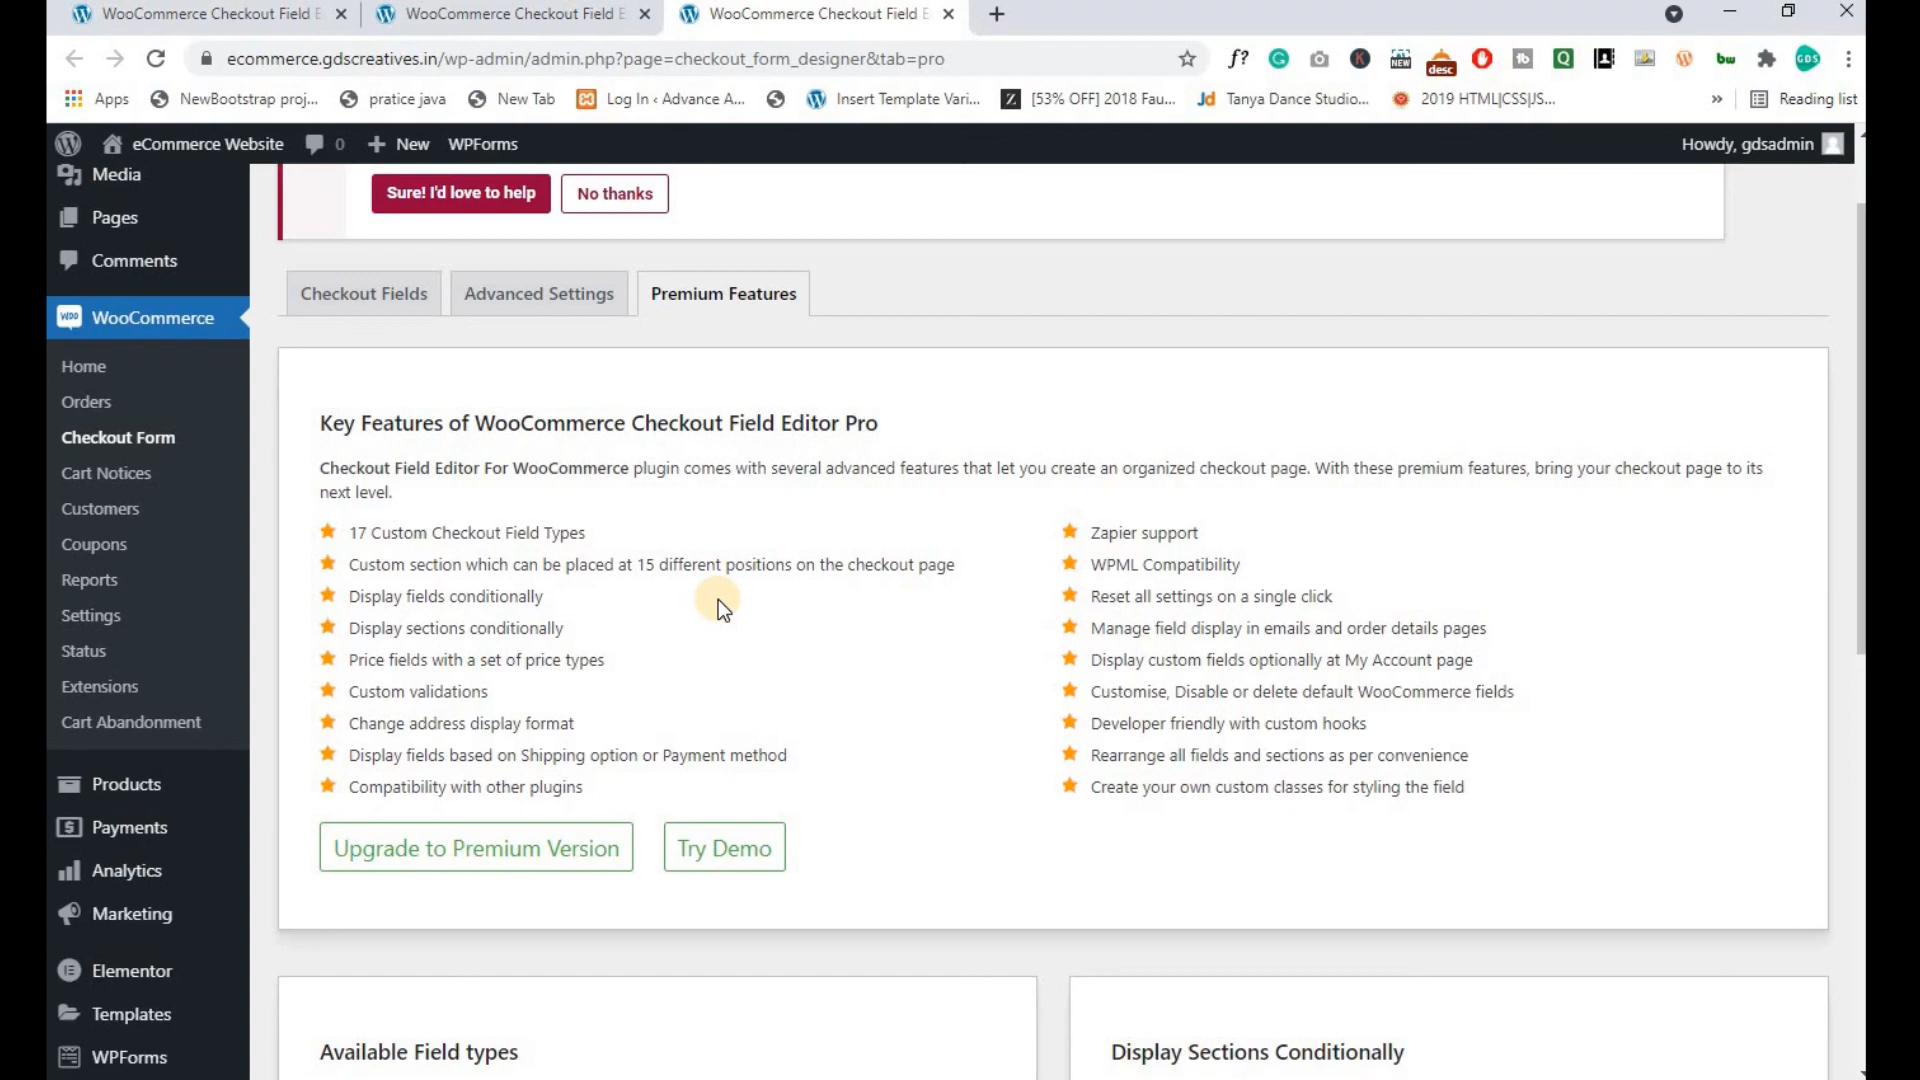 WooCommerce Checkout Field E
WooCommerce Checkout Field E
WooCommerce Checkout Field E
ecommerce.gdscreatives.in/wp-admin/admin.php?page=checkout_form_designer&tab=pro
f?
NEW
desc
bw
GDS
Apps
NewBootstrap proj...
pratice java
New Tab
Log In ‹ Advance A...
Insert Template Vari...
[53% OFF] 2018 Fau...
Tanya Dance Studio...
2019 HTML|CSS|JS...
»
Reading list
eCommerce Website
0
New
WPForms
Howdy, gdsadmin
Media
Pages
Comments
WooCommerce
Home
Orders
Checkout Form
Cart Notices
Customers
Coupons
Reports
Settings
Status
Extensions
Cart Abandonment
Products
Payments
Analytics
Marketing
Elementor
Templates
WPForms
Sure! I'd love to help
No thanks
Checkout Fields
Advanced Settings
Premium Features
Key Features of WooCommerce Checkout Field Editor Pro
Checkout Field Editor For WooCommerce plugin comes with several advanced features that let you create an organized checkout page. With these premium features, bring your checkout page to its
next level.
17 Custom Checkout Field Types
Custom section which can be placed at 15 different positions on the checkout page
Display fields conditionally
Display sections conditionally
Price fields with a set of price types
Custom validations
Change address display format
Display fields based on Shipping option or Payment method
Compatibility with other plugins
Zapier support
WPML Compatibility
Reset all settings on a single click
Manage field display in emails and order details pages
Display custom fields optionally at My Account page
Customise, Disable or delete default WooCommerce fields
Developer friendly with custom hooks
Rearrange all fields and sections as per convenience
Create your own custom classes for styling the field
Upgrade to Premium Version
Try Demo
Available Field types
Display Sections Conditionally